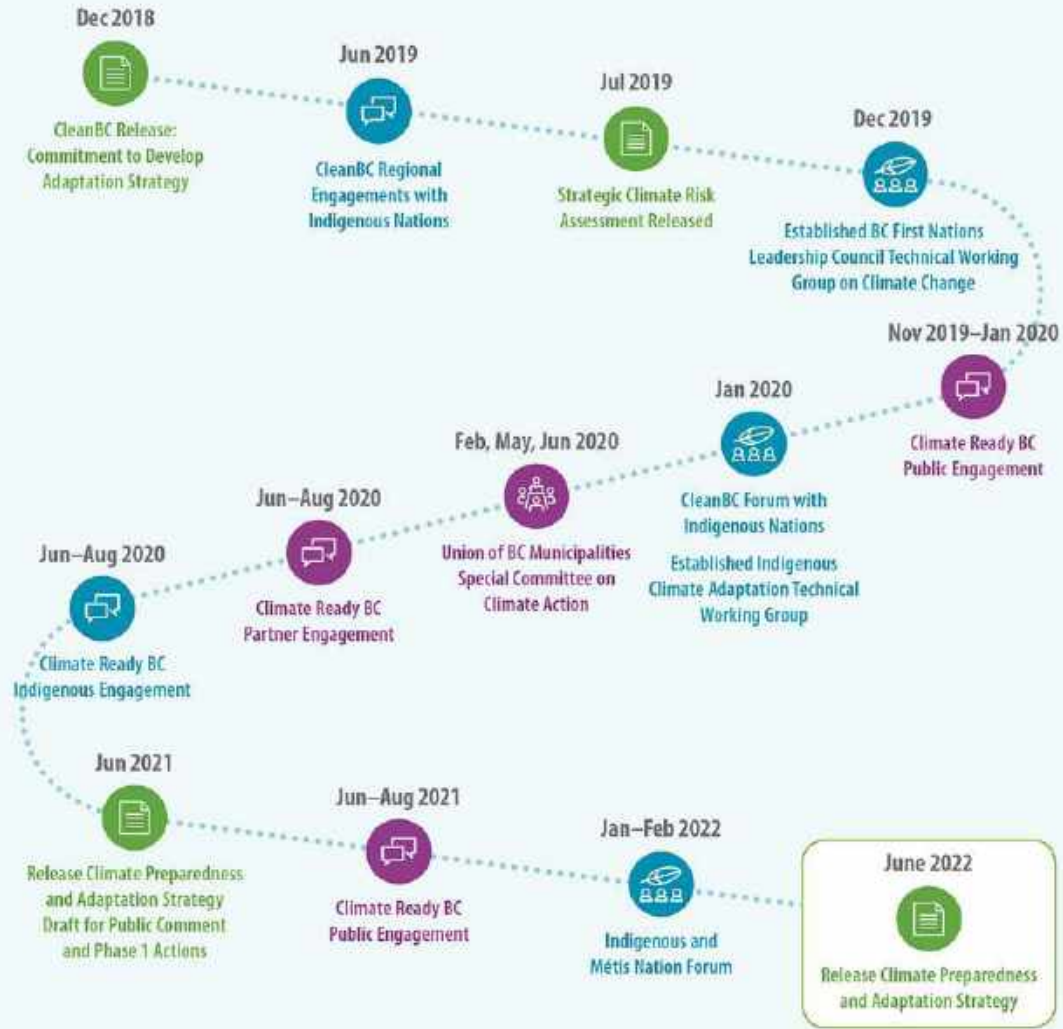 Dec 2018
CleanBC Release:
Commitment to Develop
Adaptation Strategy
Jun 2019
CleanBC Regional
Engagements with
Indigenous Nations
Jul 2019
Strategic Climate Risk
Assessment Released
Dec 2019
Established BC First Nations
Leadership Council Technical Working
Group on Climate Change
Nov 2019–Jan 2020
Climate Ready BC
Public Engagement
Jan 2020
CleanBC Forum with
Indigenous Nations
Established Indigenous
Climate Adaptation Technical
Working Group
Feb, May, Jun 2020
Union of BC Municipalities
Special Committee on
Climate Action
Jun–Aug 2020
Climate Ready BC
Partner Engagement
Jun–Aug 2020
Climate Ready BC
Indigenous Engagement
Jun 2021
Release Climate Preparedness
and Adaptation Strategy
Draft for Public Comment
and Phase 1 Actions
Jun–Aug 2021
Climate Ready BC
Public Engagement
Jan–Feb 2022
Indigenous and
Métis Nation Forum
June 2022
Release Climate Preparedness
and Adaptation Strategy